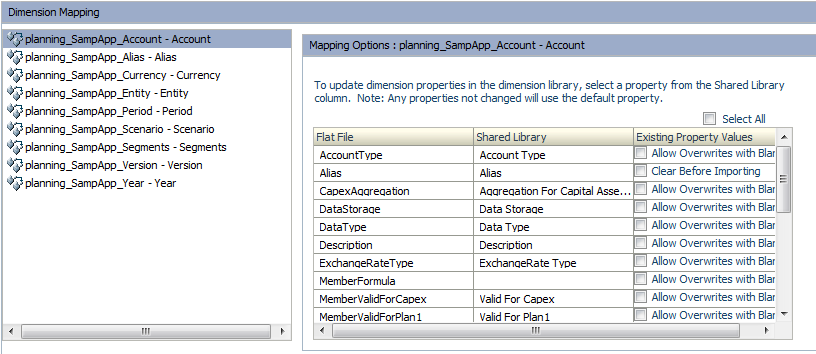 Dimension Mapping
planning_SampApp_Account - Account
planning_SampApp_Alias - Alias
planning_SampApp_Currency - Currency
planning_SampApp_Entity - Entity
planning_SampApp_Period - Period
planning_SampApp_Scenario - Scenario
planning_SampApp_Segments - Segments
planning_SampApp_Version - Version
planning_SampApp_Year - Year
Mapping Options : planning_SampApp_Account - Account
To update dimension properties in the dimension library, select a property from the Shared Library
column. Note: Any properties not changed will use the default property.
Select All
Flat File Shared Library Existing Property Values
AccountType Account Type Allow Overwrites with Blar
Alias Alias Clear Before Importing
CapexAggregation Aggregation For Capital Asse... Allow Overwrites with Blar
DataStorage Data Storage Allow Overwrites with Blar
DataType Data Type Allow Overwrites with Blar
Description Description Allow Overwrites with Blar
ExchangeRateType ExchangeRate Type Allow Overwrites with Blar
MemberFormula Allow Overwrites with Blar
MemberValidForCapex Valid For Capex Allow Overwrites with Blar
MemberValidForPlan1 Valid For Plan1 Allow Overwrites with Blar